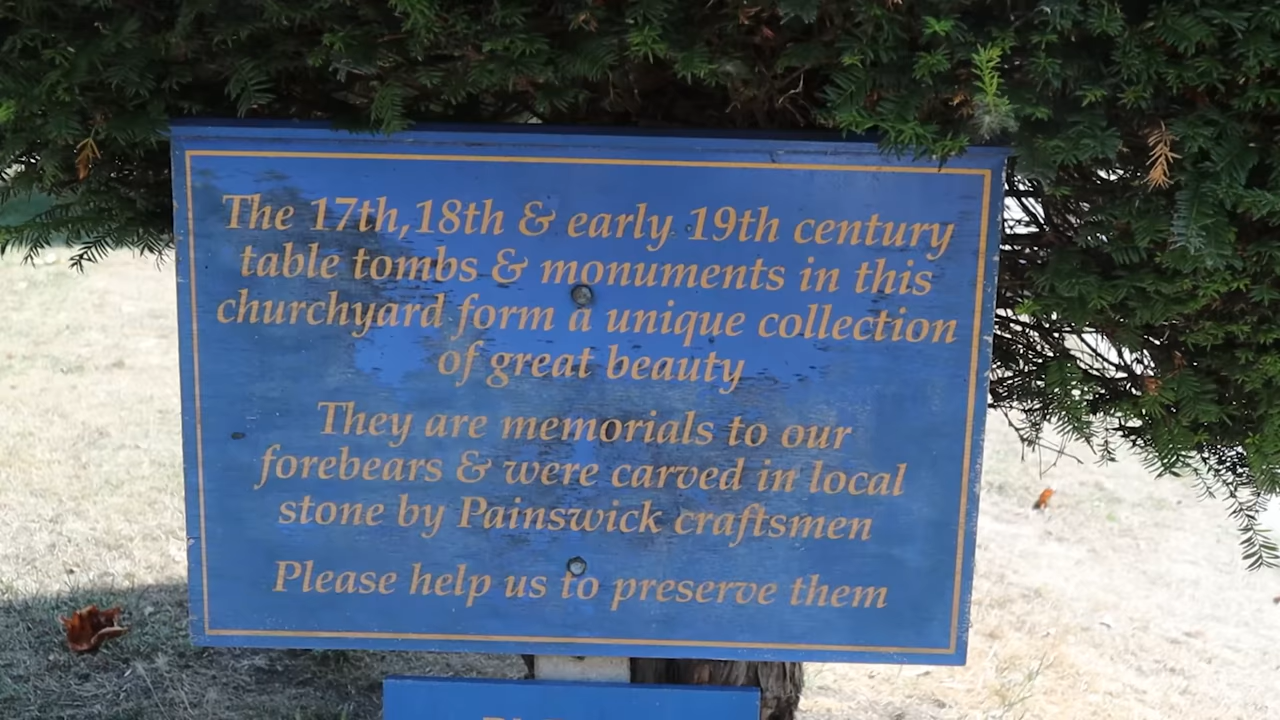 The 17th,18th & early 19th century
table tombs & monuments in this
churchyard form a unique collection
of great beauty
They are memorials to our
forebears & were carved in local
stone by Painswick craftsmen
Please help us to preserve them